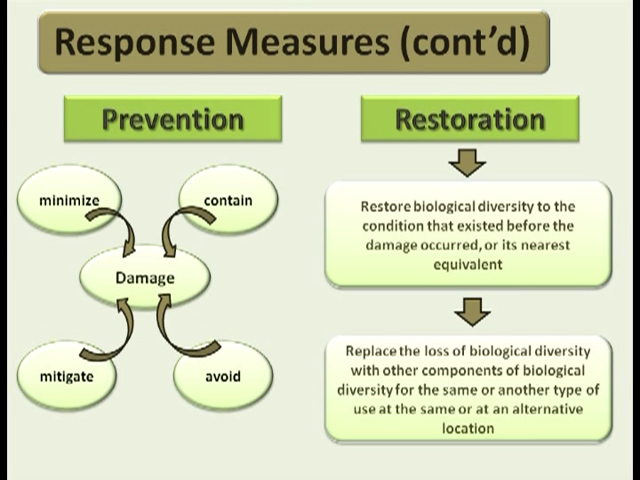 Response Measures (cont'd)
Prevention
minimize
contain
Damage
mitigate
avoid
Restoration
Restore biological diversity to the
condition that existed before the
damage occurred, or its nearest
equivalent
Replace the loss of biological diversity
with other components of biological
diversity for the same or another type of
use at the same or at an alternative
location